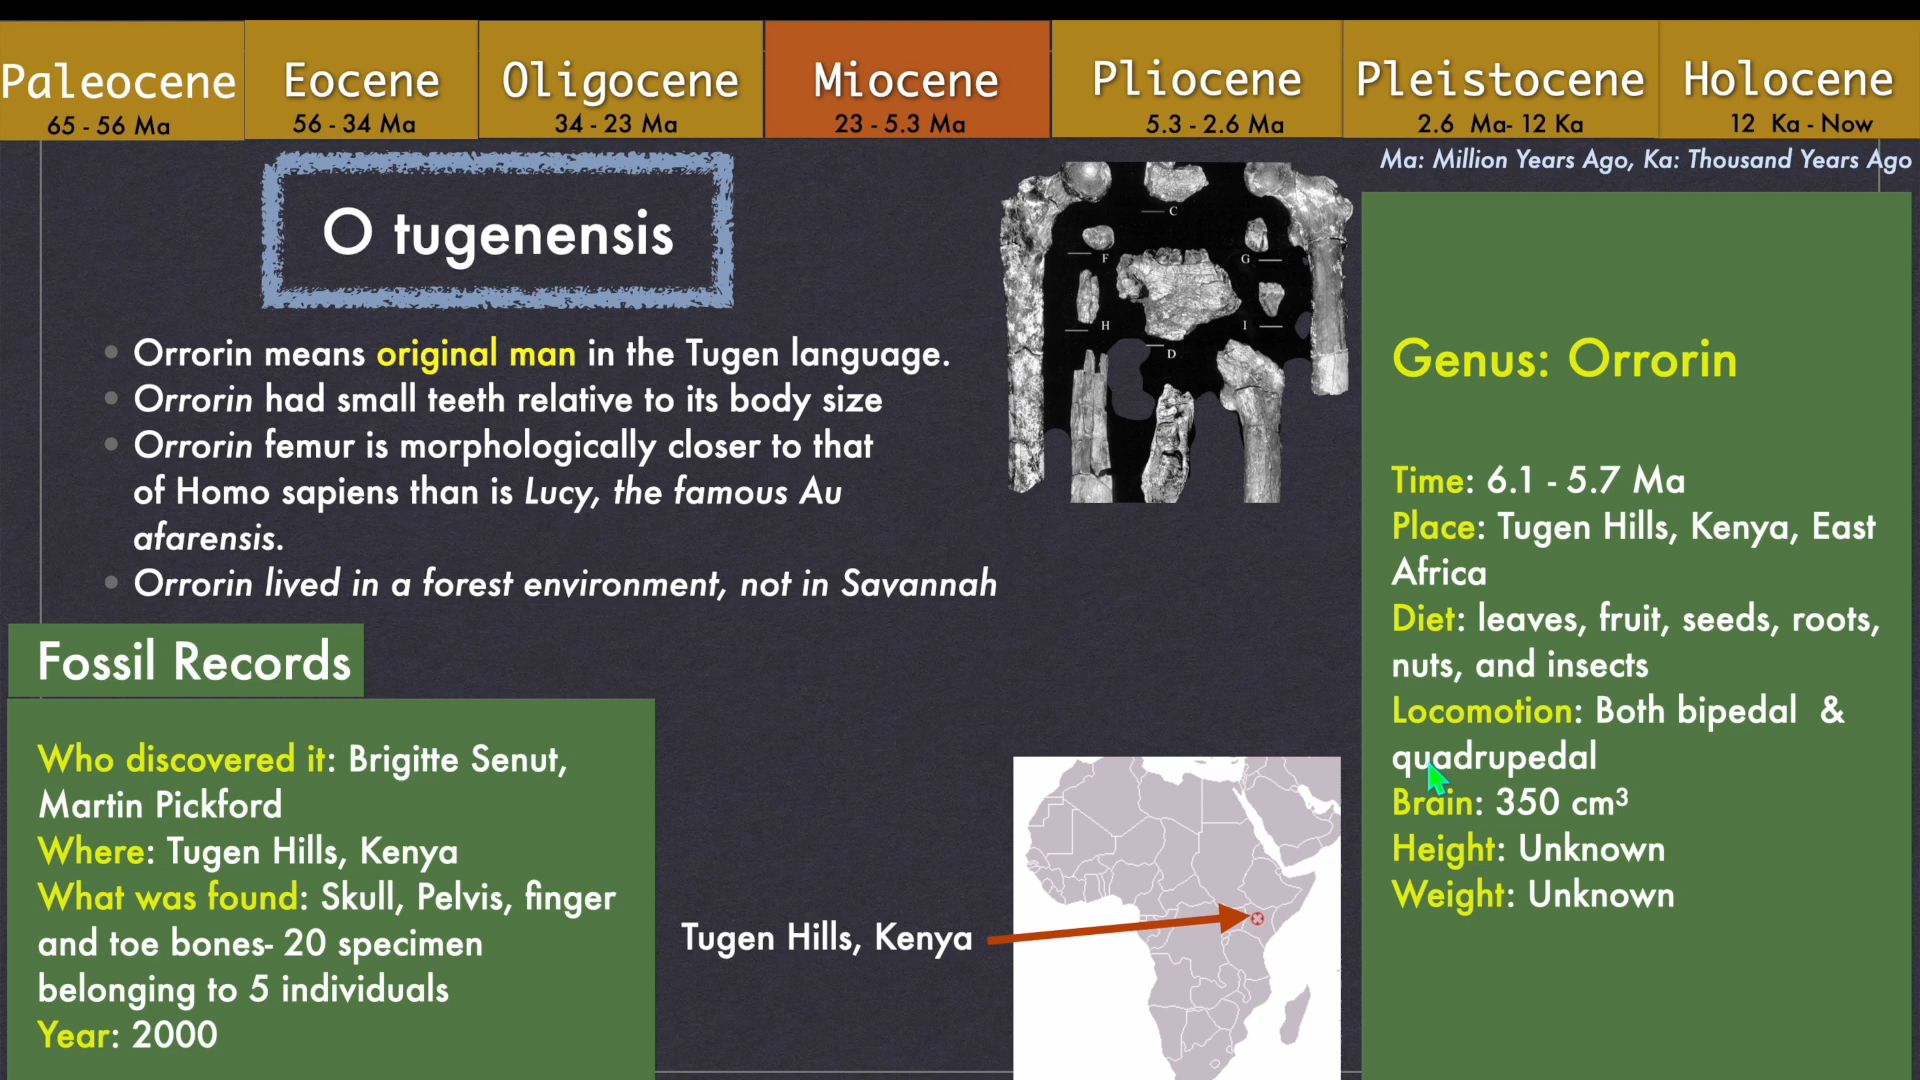 Paleocene
65 - 56 Ma
Eocene
56 - 34 Ma
Oligocene
34 - 23 Ma
Miocene
23 - 5.3 Ma
Pliocene
5.3 - 2.6 Ma
Pleistocene
2.6 Ma- 12 Ka
Holocene
12 Ka - Now
Ma: Million Years Ago, Ka: Thousand Years Ago
O tugenensis
Orrorin means original man in the Tugen language.
Orrorin had small teeth relative to its body size
Orrorin femur is morphologically closer to that
of Homo sapiens than is Lucy, the famous Au
afarensis.
Orrorin lived in a forest environment, not in Savannah
C
F
G
H
I
D
Genus: Orrorin
Time: 6.1 - 5.7 Ma
Place: Tugen Hills, Kenya, East
Africa
Diet: leaves, fruit, seeds, roots,
nuts, and insects
Locomotion: Both bipedal &
quadrupedal
Brain: 350 cm³
Height: Unknown
Weight: Unknown
Fossil Records
Who discovered it: Brigitte Senut,
Martin Pickford
Where: Tugen Hills, Kenya
What was found: Skull, Pelvis, finger
and toe bones- 20 specimen
belonging to 5 individuals
Year: 2000
Tugen Hills, Kenya